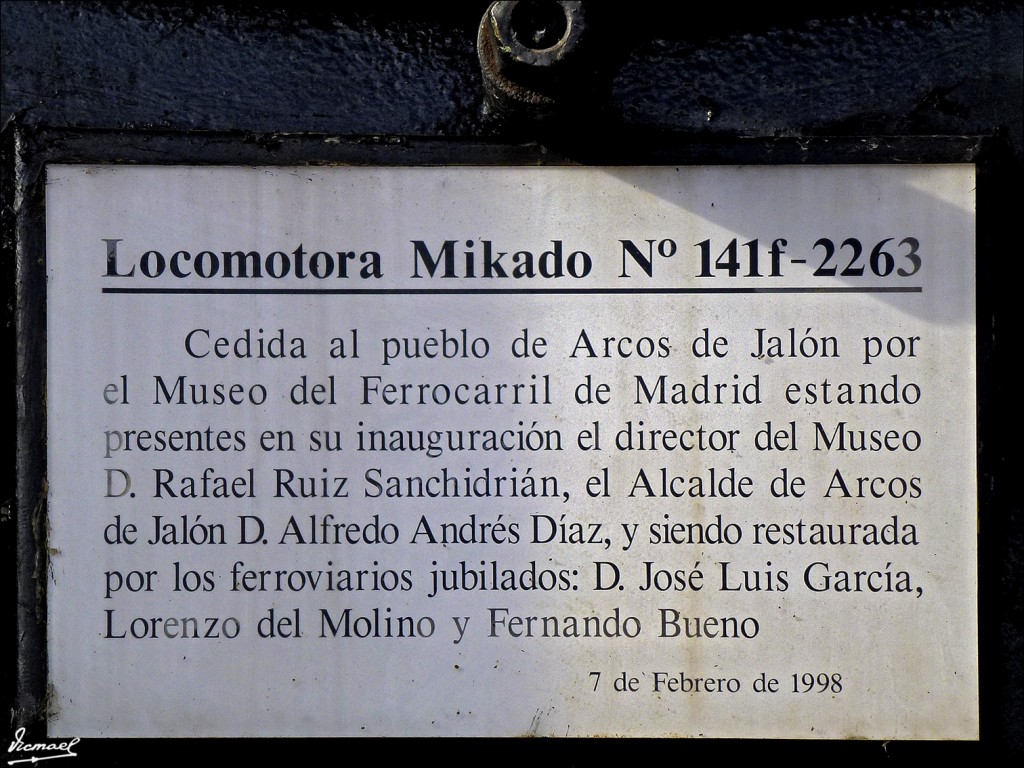 Locomotora Mikado Nº 141f-2263
Cedida al pueblo de Arcos de Jalón por
el Museo del Ferrocarril de Madrid estando
presentes en su inauguración el director del Museo
D. Rafael Ruiz Sanchidrián, el Alcalde de Arcos
de Jalón D. Alfredo Andrés Díaz, y siendo restaurada
por los ferroviarios jubilados: D. José Luis García,
Lorenzo del Molino y Fernando Bueno
7 de Febrero de 1998
Vicmael